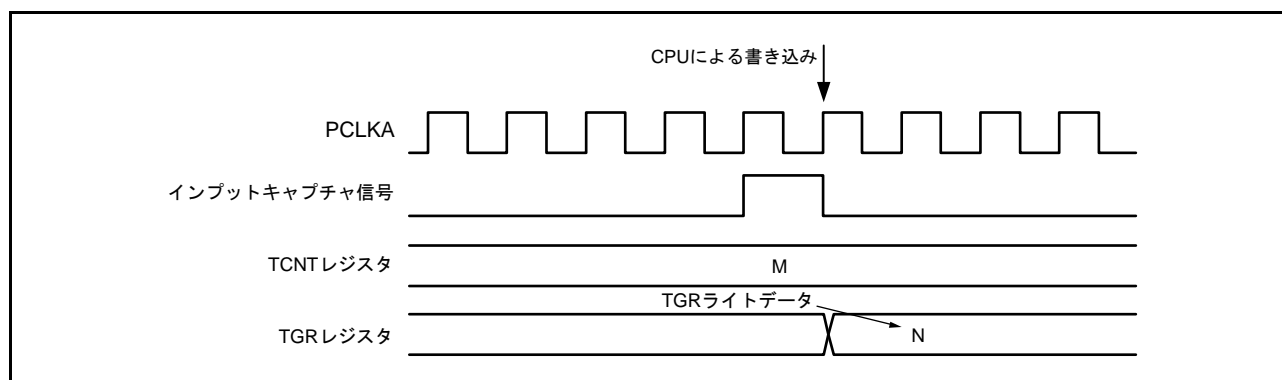 CPUによる書き込み
PCLKA
インプットキャプチャ信号
TCNTレジスタ
M
TGRライトデータ
TGRレジスタ
N